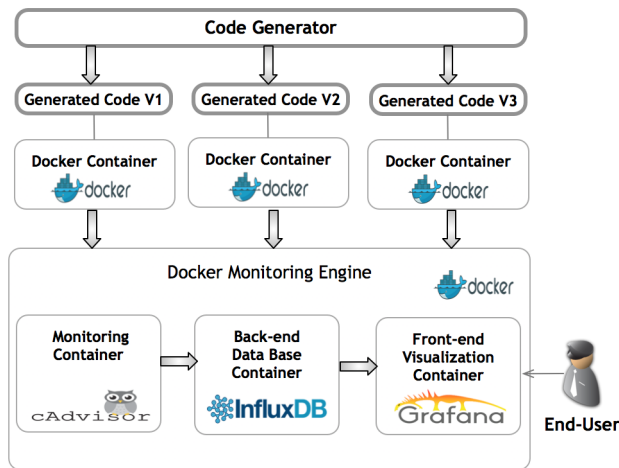 Code Generator
Generated Code V1
Generated Code V2
Generated Code V3
Docker Container
docker
Docker Container
docker
Docker Container
docker
Docker Monitoring Engine
docker
Monitoring
Container
cAdvisor
Back-end
Data Base
Container
InfluxDB
Front-end
Visualization
Container
Grafana
End-User